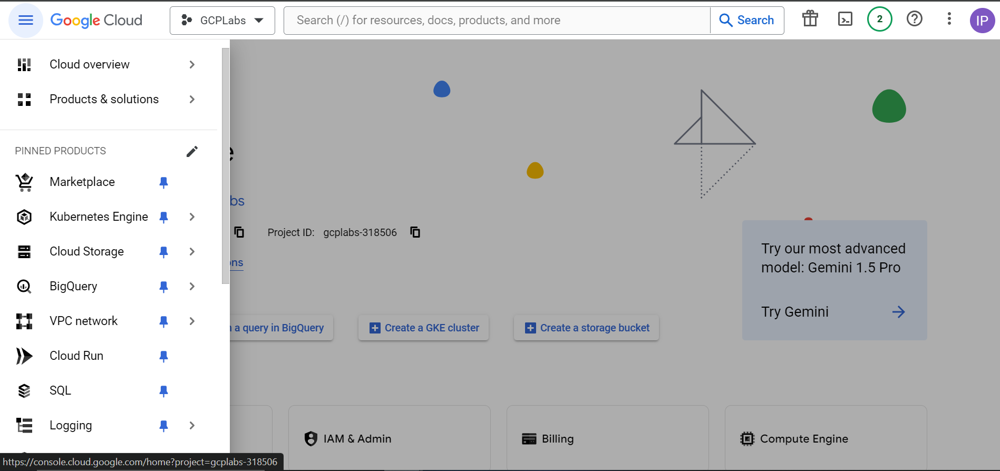 Google Cloud
GCPLabs
Search (/) for resources, docs, products, and more
Search
2
IP
Cloud overview
Products & solutions
PINNED PRODUCTS
Marketplace
Kubernetes Engine
Cloud Storage
BigQuery
VPC network
Cloud Run
SQL
Logging
e
bs
Project ID: gcplabs-318506
ons
a query in BigQuery
Create a GKE cluster
Create a storage bucket
Try our most advanced
model: Gemini 1.5 Pro
Try Gemini
IAM & Admin
Billing
Compute Engine
https://console.cloud.google.com/home?project=gcplabs-318506